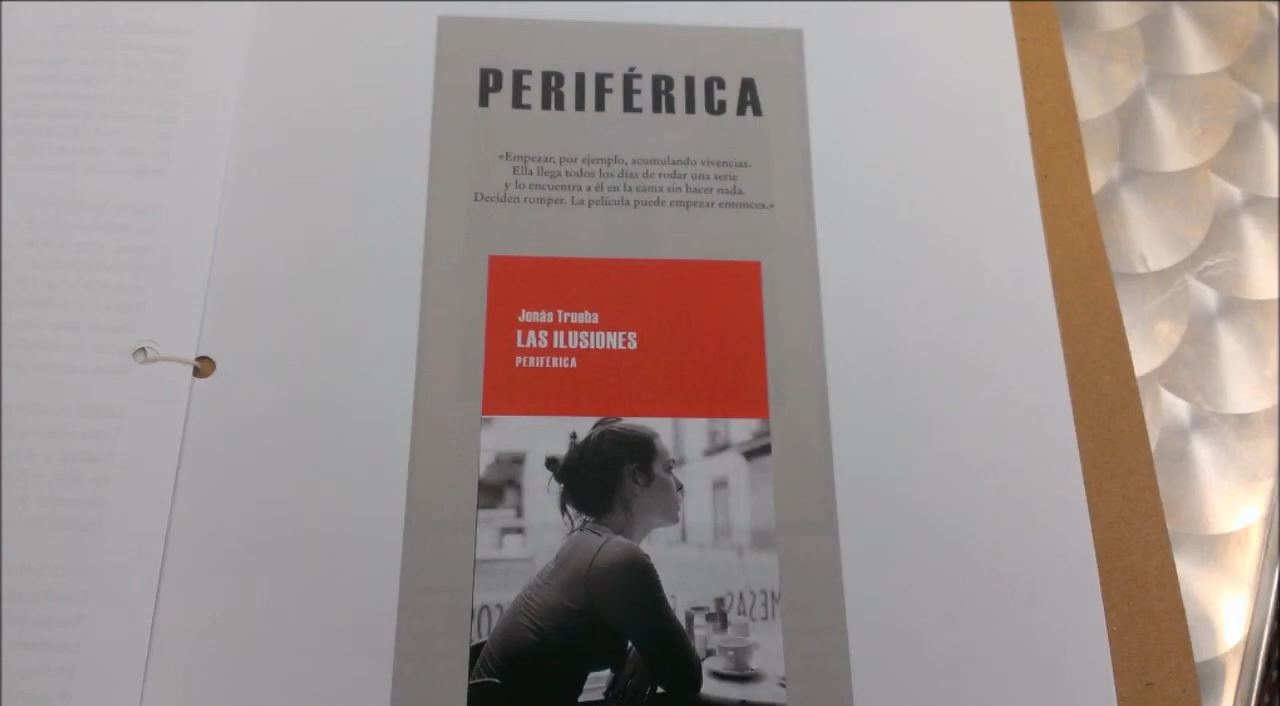 PERIFÉRICA
«Empezar, por ejemplo, acumulando vivencias.
Ella llega todos los días de rodar una serie
y lo encuentra a él en la cama sin hacer nada.
Deciden romper. La película puede empezar entonces.»
Jonás Trueba
LAS ILUSIONES
PERIFÉRICA
MESAS